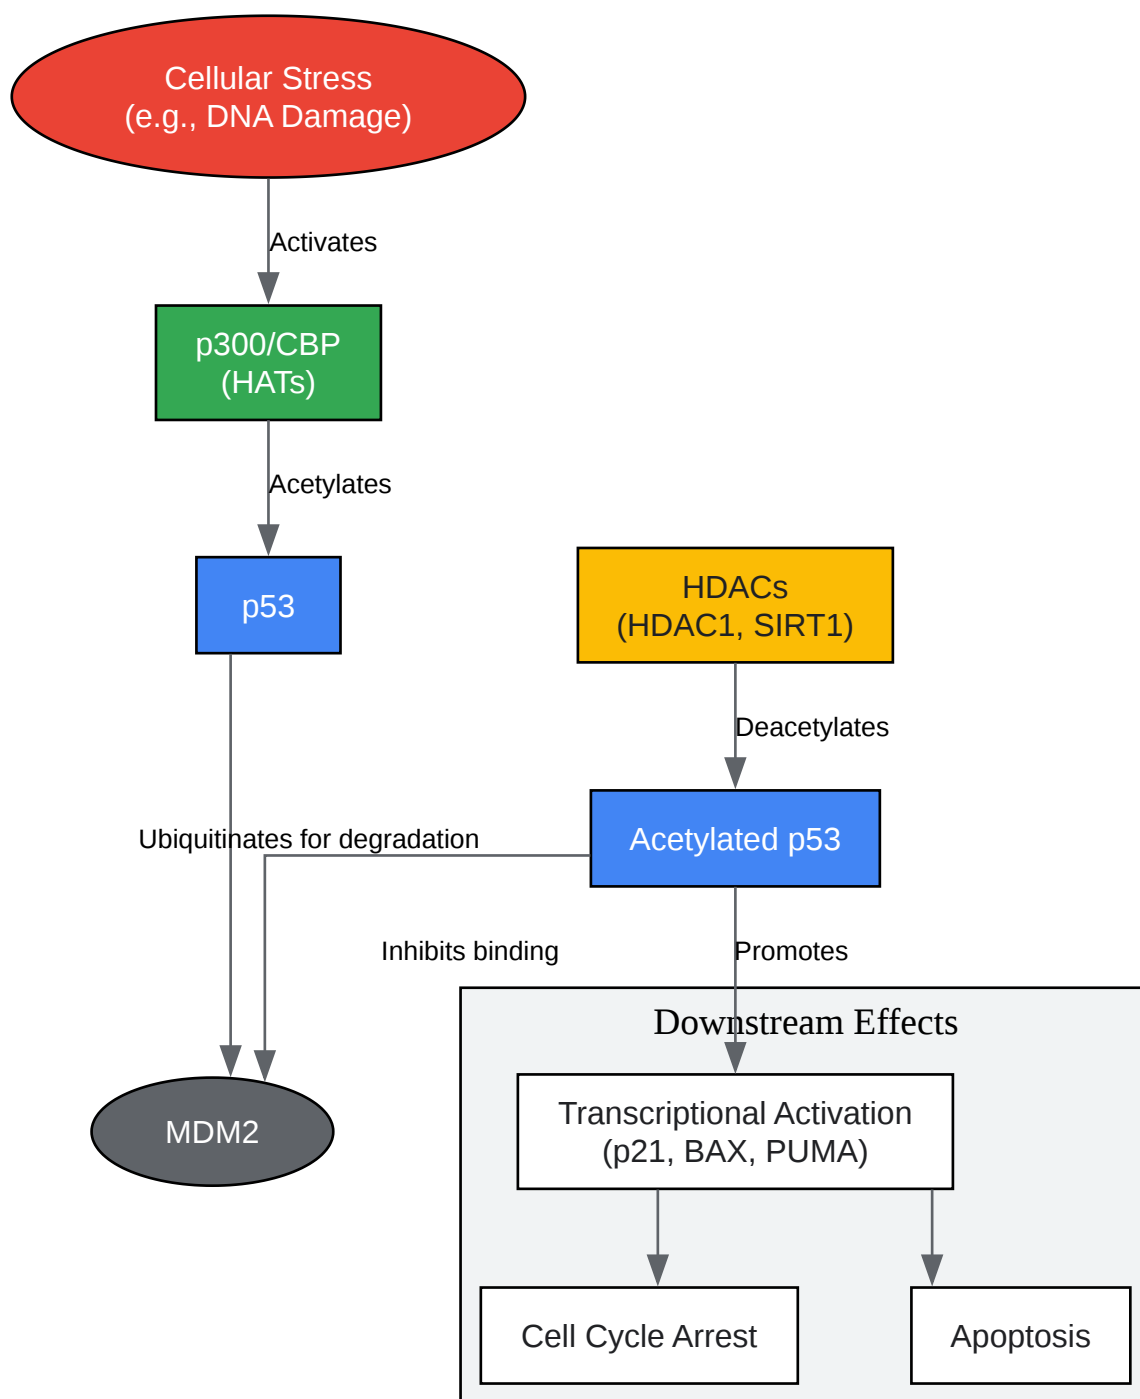 Cellular Stress
(e.g., DNA Damage)
Activates
p300/CBP
(HATs)
Acetylates
p53
HDACs
(HDAC1, SIRT1)
Deacetylates
Ubiquitinates for degradation
Acetylated p53
Inhibits binding
Promotes
Downstream Effects
MDM2
Transcriptional Activation
(p21, BAX, PUMA)
Cell Cycle Arrest
Apoptosis